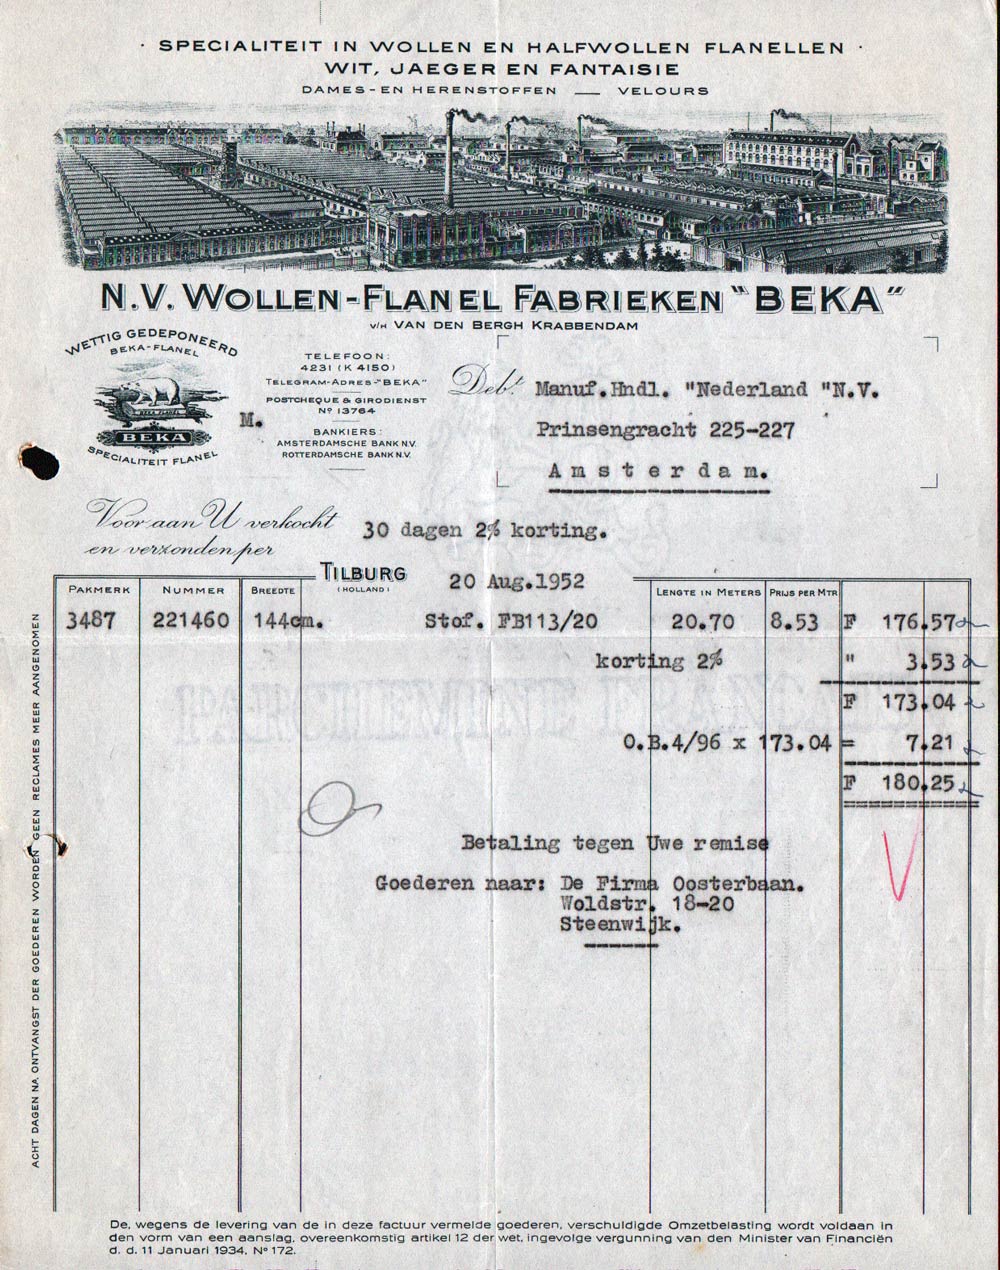 · SPECIALITEIT IN WOLLEN EN HALFWOLLEN FLANELLEN ·
WIT, JAEGER EN FANTAISIE
DAMES- EN HERENSTOFFEN — VELOURS
N.V. WOLLEN-FLANEL FABRIEKEN "BEKA"
V/H VAN DEN BERGH KRABBENDAM
WETTIG GEDEPONEERD
BEKA-FLANEL
BEKA FLANEL
BEKA
SPECIALITEIT FLANEL
M.
TELEFOON:
4231 (K 4150)
TELEGRAM-ADRES-"BEKA"
POSTCHEQUE & GIRODIENST
No 13764
BANKIERS:
AMSTERDAMSCHE BANK N.V.
ROTTERDAMSCHE BANK N.V.
Debt. Manuf.Hndl. "Nederland "N.V.
Prinsengracht 225-227
Amsterdam.
Voor aan U verkocht
en verzonden per
30 dagen 2% korting.
TILBURG
(HOLLAND)
20 Aug.1952
PAKMERK NUMMER BREEDTE LENGTE IN METERS PRIJS PER MTR
3487 221460 144cm. Stof. FB113/20 20.70 8.53 F 176.57
korting 2% " 3.53
F 173.04
O.B.4/96 x 173.04 = 7.21
F 180.25
Betaling tegen Uwe remise
Goederen naar: De Firma Oosterbaan.
Woldstr. 18-20
Steenwijk.
ACHT DAGEN NA ONTVANGST DER GOEDEREN WORDEN GEEN RECLAMES MEER AANGENOMEN
De, wegens de levering van de in deze factuur vermelde goederen, verschuldigde Omzetbelasting wordt voldaan in
den vorm van een aanslag, overeenkomstig artikel 12 der wet, ingevolge vergunning van den Minister van Financiën
d. d. 11 Januari 1934, No 172.